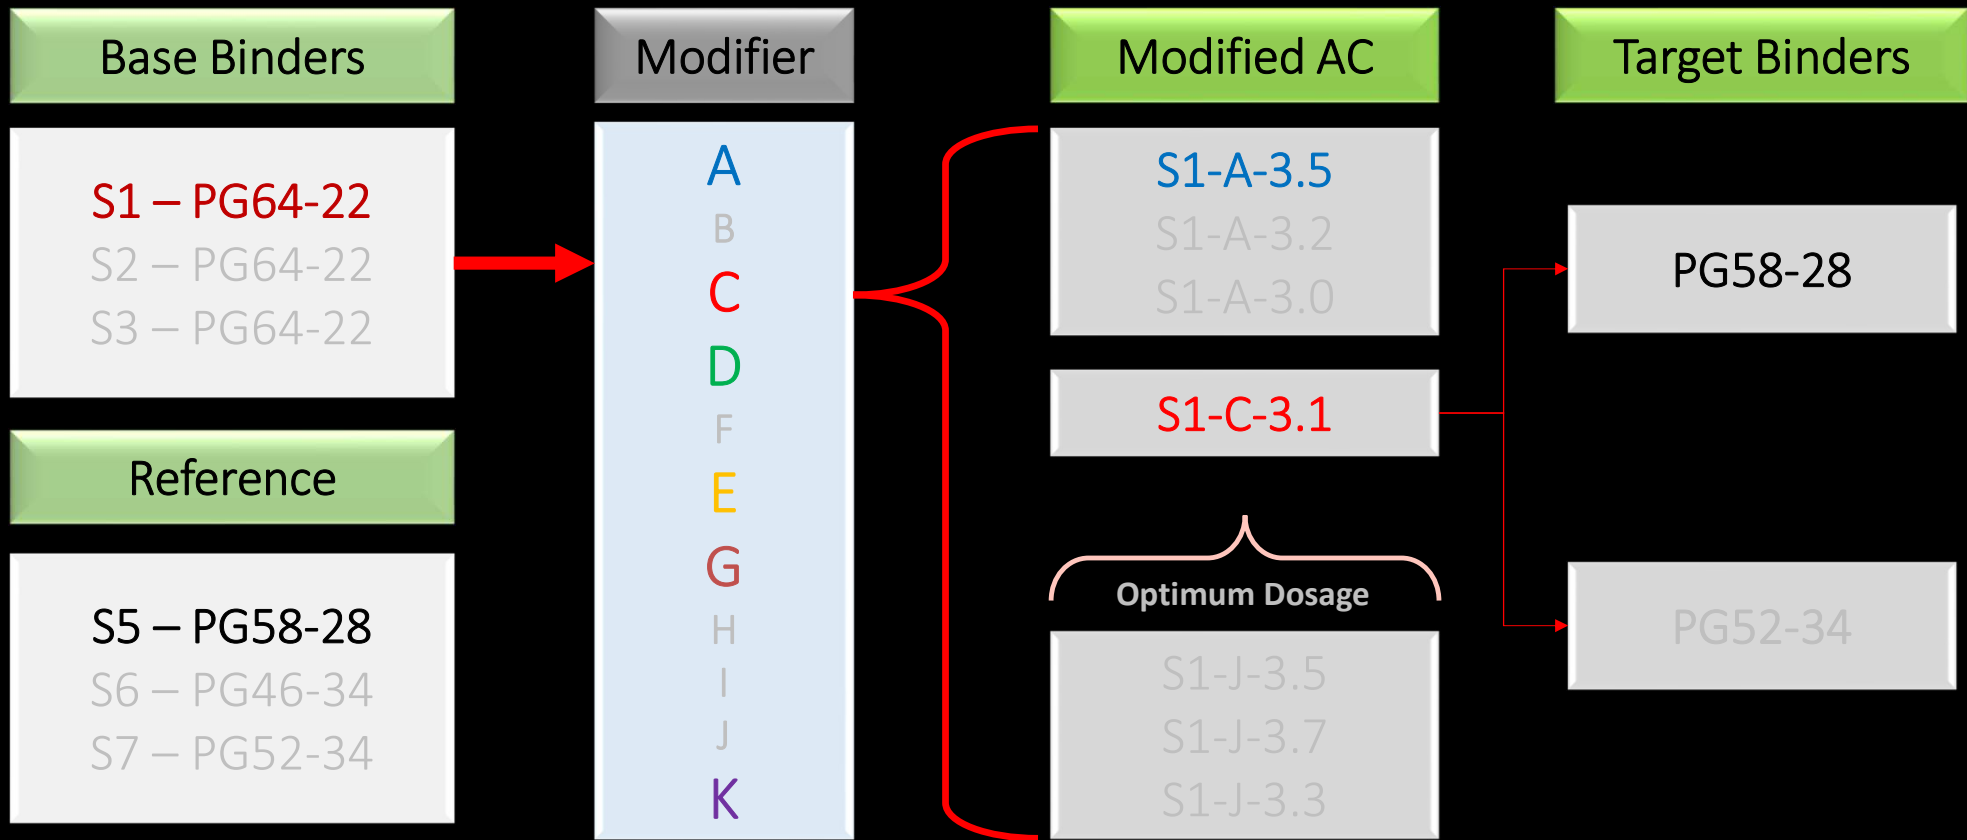 Base Binders
S1 – PG64-22
S2 – PG64-22
S3 – PG64-22
Reference
S5 – PG58-28
S6 – PG46-34
S7 – PG52-34
Modifier
A
B
C
D
F
E
G
H
I
J
K
Modified AC
S1-A-3.5
S1-A-3.2
S1-A-3.0
S1-C-3.1
Optimum Dosage
S1-J-3.5
S1-J-3.7
S1-J-3.3
Target Binders
PG58-28
PG52-34